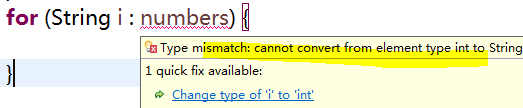 for (String i : numbers) {
Type mismatch: cannot convert from element type int to String
1 quick fix available:
Change type of 'i' to 'int'
}